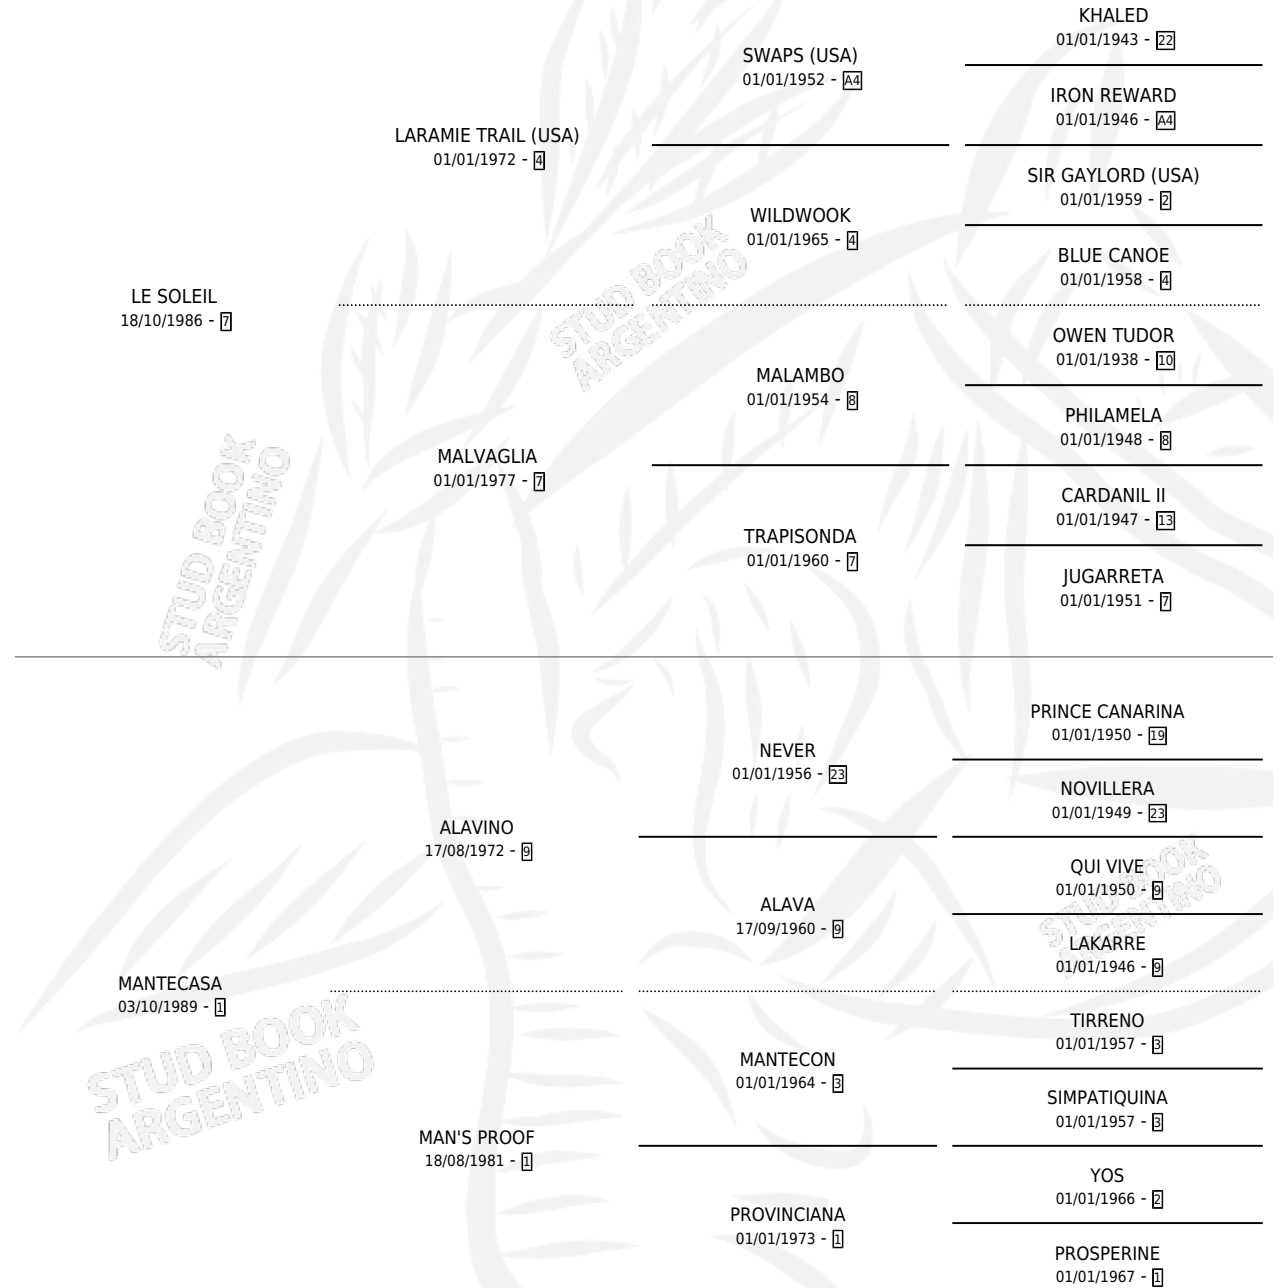 KHALED
01/01/1943 - 22
SWAPS (USA)
01/01/1952 - A4
IRON REWARD
01/01/1946 - A4
LARAMIE TRAIL (USA)
01/01/1972 - 4
SIR GAYLORD (USA)
01/01/1959 - 2
WILDWOOK
01/01/1965 - 4
BLUE CANOE
01/01/1958 - 4
LE SOLEIL
18/10/1986 - 7
OWEN TUDOR
01/01/1938 - 10
MALAMBO
01/01/1954 - 8
PHILAMELA
01/01/1948 - 8
MALVAGLIA
01/01/1977 - 7
CARDANIL II
01/01/1947 - 13
TRAPISONDA
01/01/1960 - 7
JUGARRETA
01/01/1951 - 7
STUD BOOK
ARGENTINO
STUD BOOK
ARGENTINO
PRINCE CANARINA
01/01/1950 - 19
NEVER
01/01/1956 - 23
NOVILLERA
01/01/1949 - 23
ALAVINO
17/08/1972 - 9
QUI VIVE
01/01/1950 - 9
ALAVA
17/09/1960 - 9
LAKARRE
01/01/1946 - 9
MANTECASA
03/10/1989 - 1
TIRRENO
01/01/1957 - 3
MANTECON
01/01/1964 - 3
SIMPATIQUINA
01/01/1957 - 3
MAN'S PROOF
18/08/1981 - 1
YOS
01/01/1966 - 2
PROVINCIANA
01/01/1973 - 1
PROSPERINE
01/01/1967 - 1
STUD BOOK
ARGENTINO
STUD BOOK
ARGENTINO